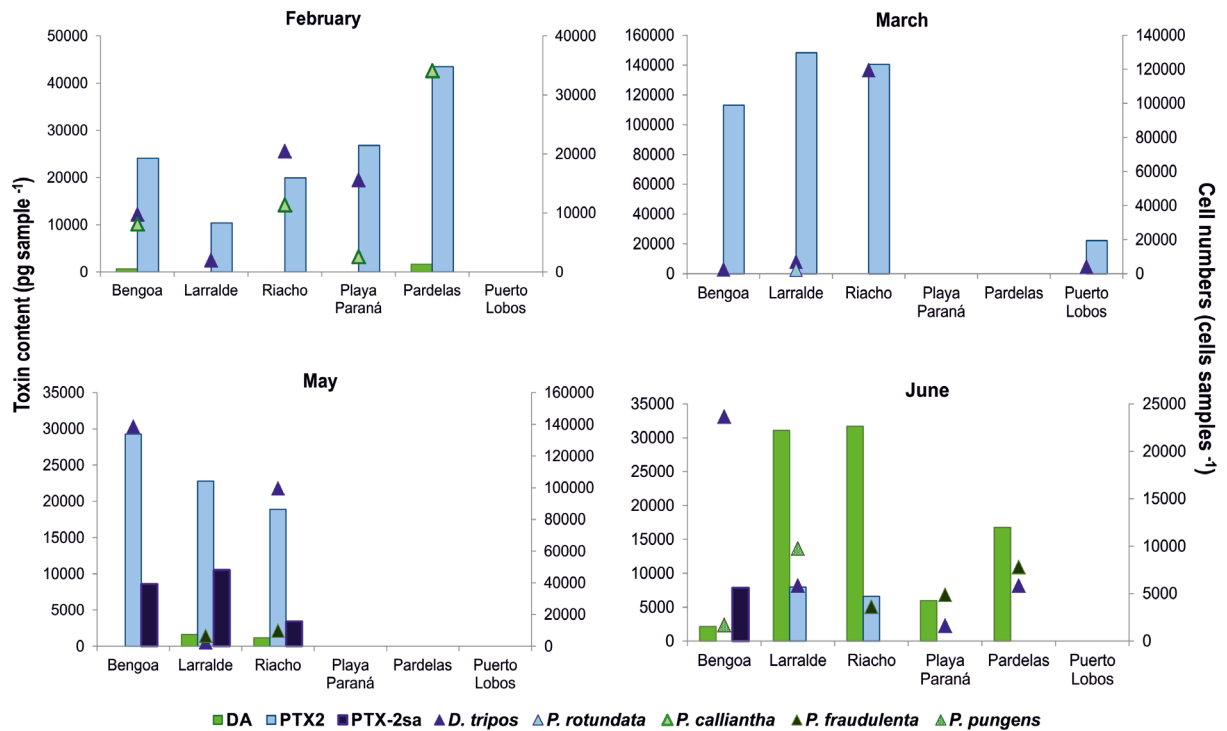 February
March
50000
40000
30000
20000
10000
0
40000
35000
30000
25000
20000
15000
10000
5000
0
Bengoa
Larralde
Riacho
Playa
Paraná
Pardelas
Puerto
Lobos
160000
140000
120000
100000
80000
60000
40000
20000
0
140000
120000
100000
80000
60000
40000
20000
0
Bengoa
Larralde
Riacho
Playa
Paraná
Pardelas
Puerto
Lobos
Toxin content (pg sample ⁻¹)
Cell numbers (cells samples ⁻¹)
May
June
35000
30000
25000
20000
15000
10000
5000
0
160000
140000
120000
100000
80000
60000
40000
20000
0
Bengoa
Larralde
Riacho
Playa
Paraná
Pardelas
Puerto
Lobos
35000
30000
25000
20000
15000
10000
5000
0
25000
20000
15000
10000
5000
0
Bengoa
Larralde
Riacho
Playa
Paraná
Pardelas
Puerto
Lobos
DA PTX2 PTX-2sa D. tripos P. rotundata P. calliantha P. fraudulenta P. pungens